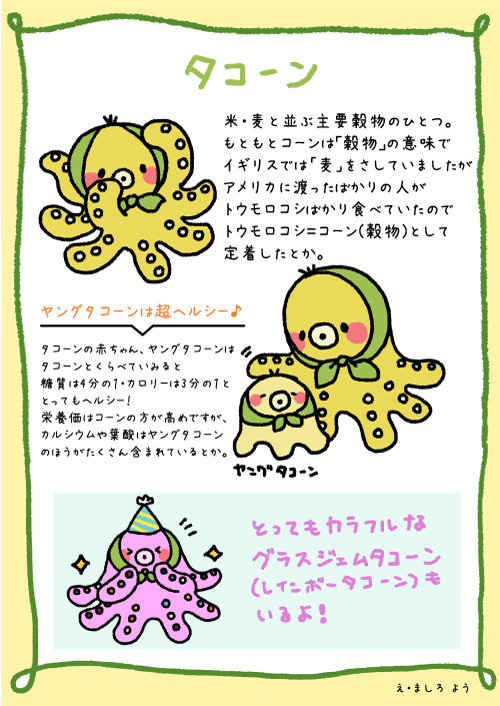 タコーン
米・麦と並ぶ主要穀物のひとつ。
もともとコーンは「穀物」の意味で
イギリスでは「麦」をさしていましたが
アメリカに渡ったばかりの人が
トウモロコシばかり食べていたので
トウモロコシ=コーン(穀物)として
定着したとか。
ヤングタコーンは超ヘルシー♪
タコーンの赤ちゃん、ヤングタコーンは
タコーンとくらべていみると
糖質は4分の1・カロリーは3分の1と
とってもヘルシー!
栄養価はコーンの方が高めですが、
カルシウムや葉酸はヤングタコーン
のほうがたくさん含まれているとか。
ヤングタコーン
とってもカラフルな
グラスジェムタコーン
(レインボータコーン)も
いるよ!
え・ましろ よう